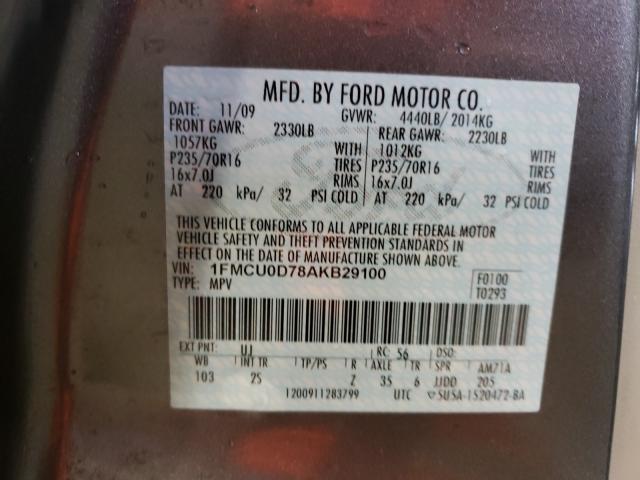 MFD. BY FORD MOTOR CO.
DATE: 11/09 GVWR: 4440LB/ 2014KG
FRONT GAWR: 2330LB REAR GAWR: 2230LB
1057KG WITH 1012KG WITH
P235/70R16 TIRES P235/70R16 TIRES
16x7.0J RIMS 16x7.0J RIMS
AT 220 kPa/ 32 PSI COLD AT 220 kPa/ 32 PSI COLD
THIS VEHICLE CONFORMS TO ALL APPLICABLE FEDERAL MOTOR
VEHICLE SAFETY AND THEFT PREVENTION STANDARDS IN
EFFECT ON THE DATE OF MANUFACTURE SHOWN ABOVE.
VIN: 1FMCU0D78AKB29100 F0100
TYPE: MPV T0293
EXT PNT: UJ RC: 56 DSO:
WB INT TR TP/PS R AXLE TR SPR AM71A
103 2S Z 35 6 JJDD 205
1200911283799 UTC 5U5A-1520472-BA